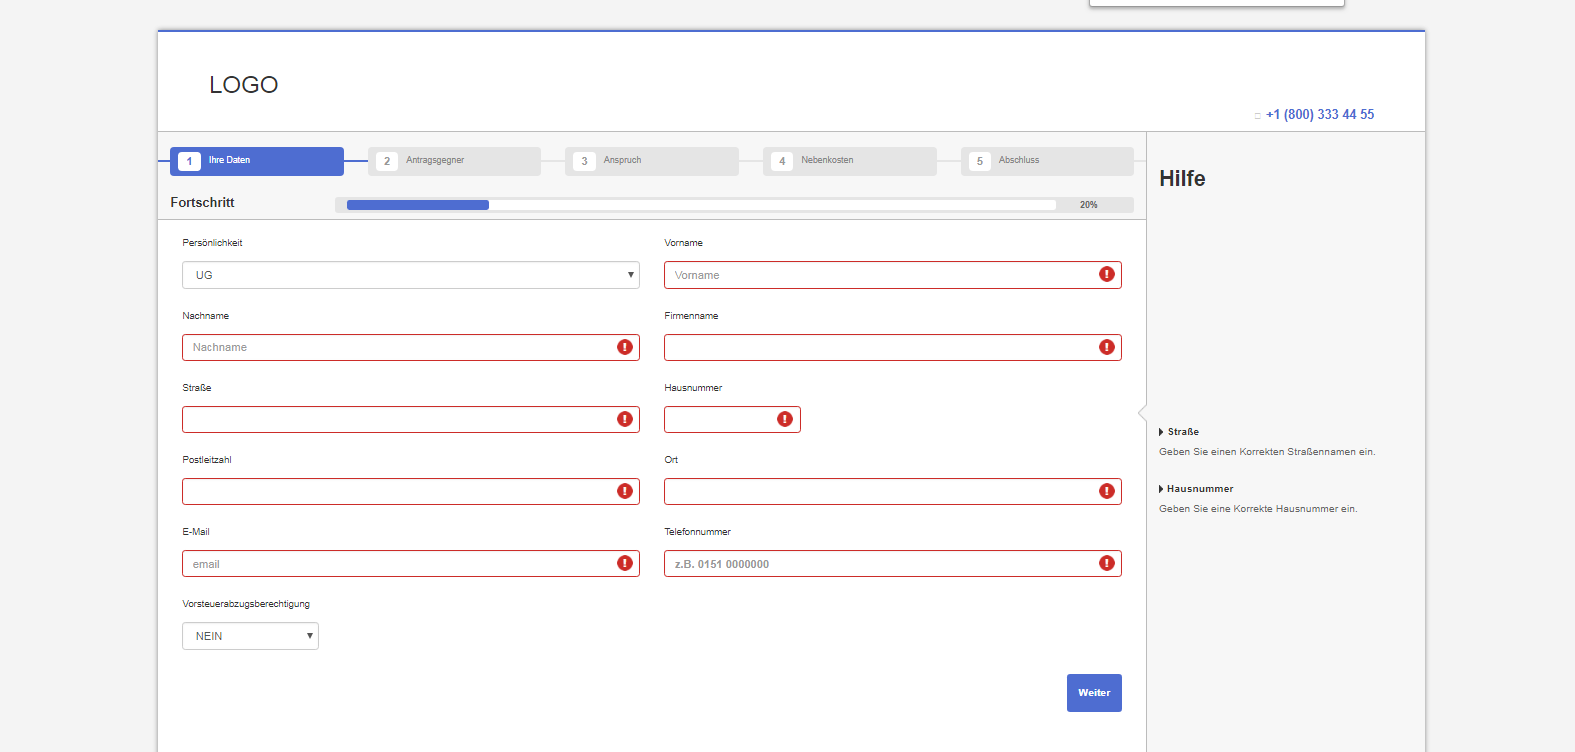 LOGO
+1 (800) 333 44 55
1 Ihre Daten
2 Antragsgegner
3 Anspruch
4 Nebenkosten
5 Abschluss
Fortschritt
20%
Persönlichkeit
UG
Vorname
Vorname
Nachname
Nachname
Firmenname
Straße
Hausnummer
Postleitzahl
Ort
E-Mail
email
Telefonnummer
z.B. 0151 0000000
Vorsteuerabzugsberechtigung
NEIN
Weiter
Hilfe
Straße
Geben Sie einen Korrekten Straßennamen ein.
Hausnummer
Geben Sie eine Korrekte Hausnummer ein.